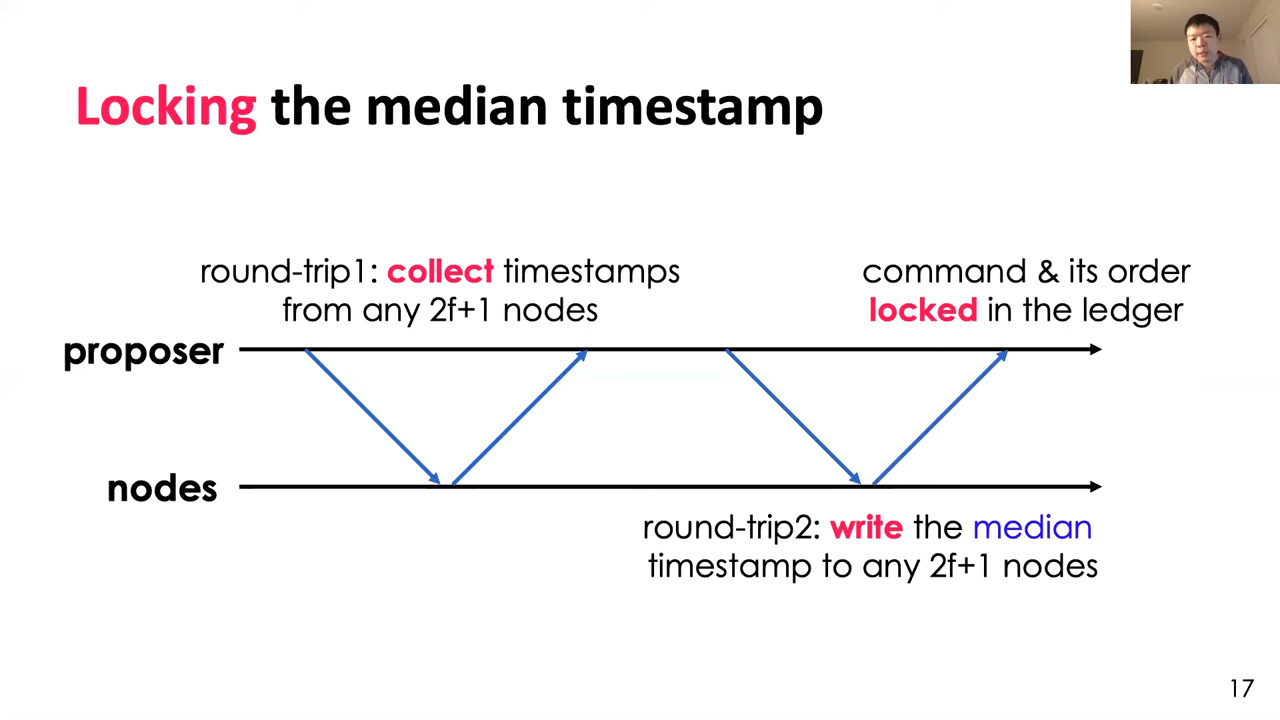 Locking the median timestamp
round-trip1: collect timestamps
from any 2f+1 nodes
command & its order
locked in the ledger
proposer
nodes
round-trip2: write the median
timestamp to any 2f+1 nodes
17